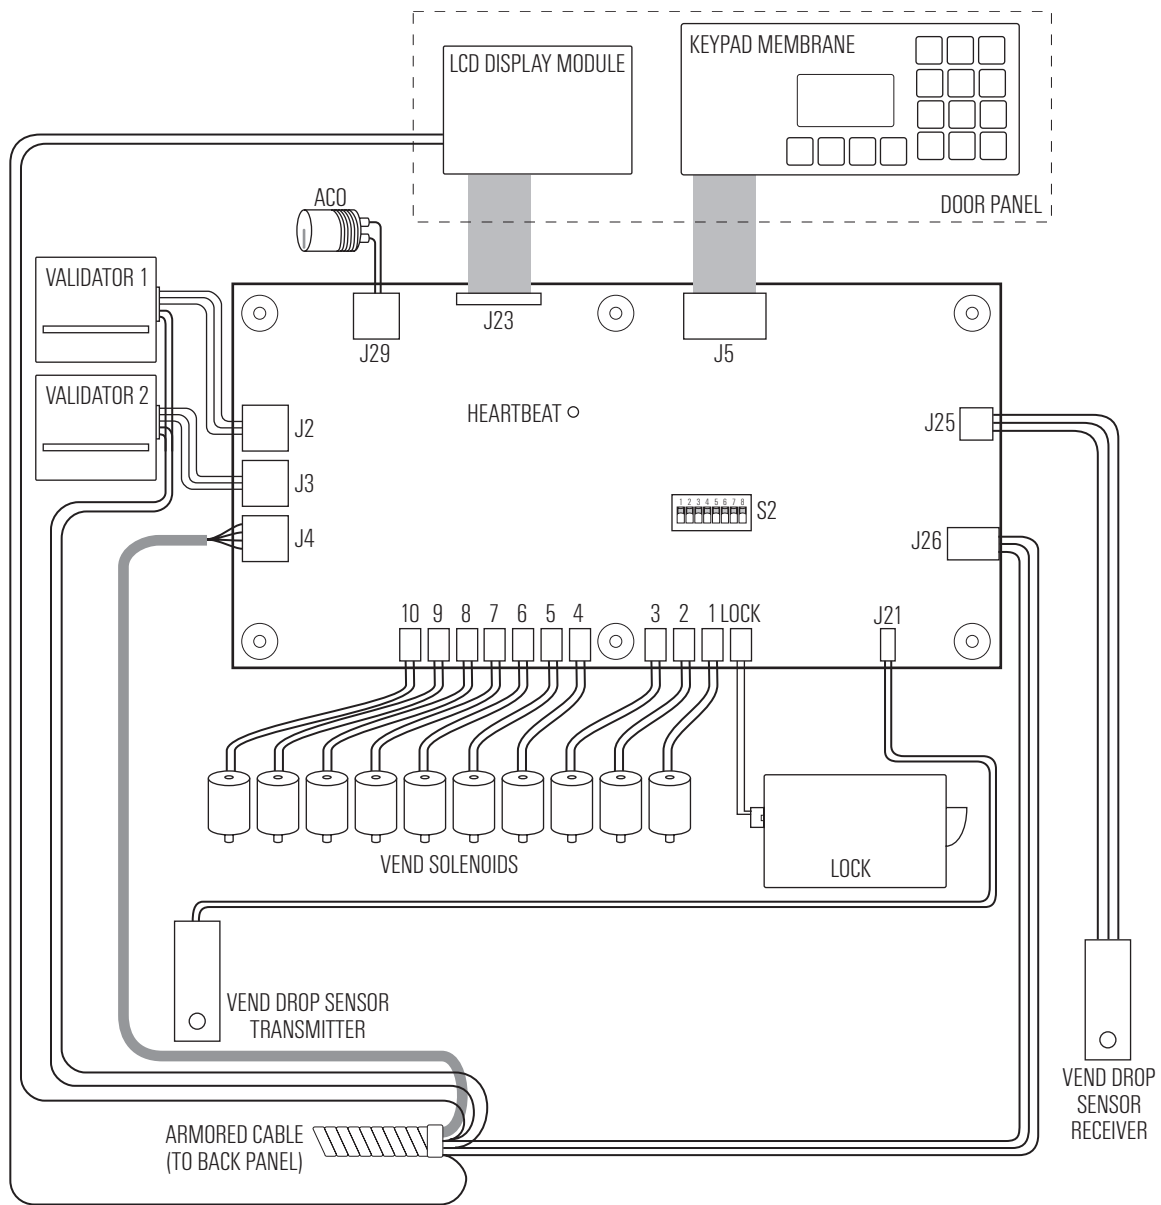 LCD DISPLAY MODULE
KEYPAD MEMBRANE
DOOR PANEL
ACO
VALIDATOR 1
VALIDATOR 2
J29
J23
J5
HEARTBEAT
J2
J3
J4
J25
1 2 3 4 5 6 7 8
S2
J26
10 9 8 7 6 5 4 3 2 1 LOCK
J21
VEND SOLENOIDS
LOCK
VEND DROP SENSOR
TRANSMITTER
VEND DROP
SENSOR
RECEIVER
ARMORED CABLE
(TO BACK PANEL)